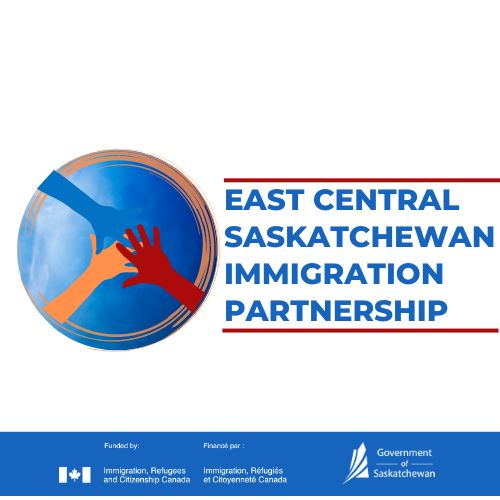 EAST CENTRAL
SASKATCHEWAN
IMMIGRATION
PARTNERSHIP
Funded by:
Financé par :
Immigration, Refugees
and Citizenship Canada
Immigration, Réfugiés
et Citoyenneté Canada
Government
of
Saskatchewan